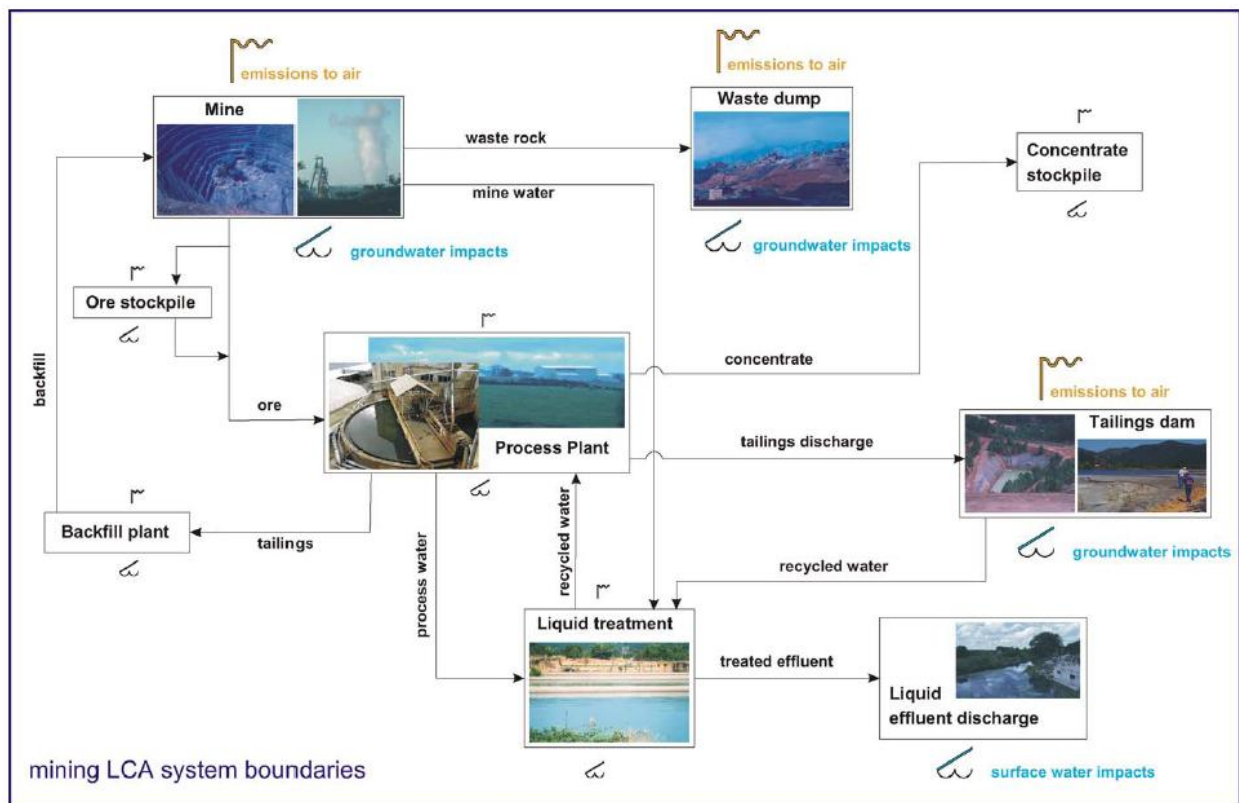 emissions to air
emissions to air
Mine
Waste dump
waste rock
Concentrate
stockpile
mine water
groundwater impacts
groundwater impacts
Ore stockpile
backfill
concentrate
emissions to air
ore
Process Plant
tailings discharge
Tailings dam
Backfill plant
tailings
process water
recycled water
groundwater impacts
recycled water
Liquid treatment
treated effluent
Liquid
effluent discharge
mining LCA system boundaries
surface water impacts